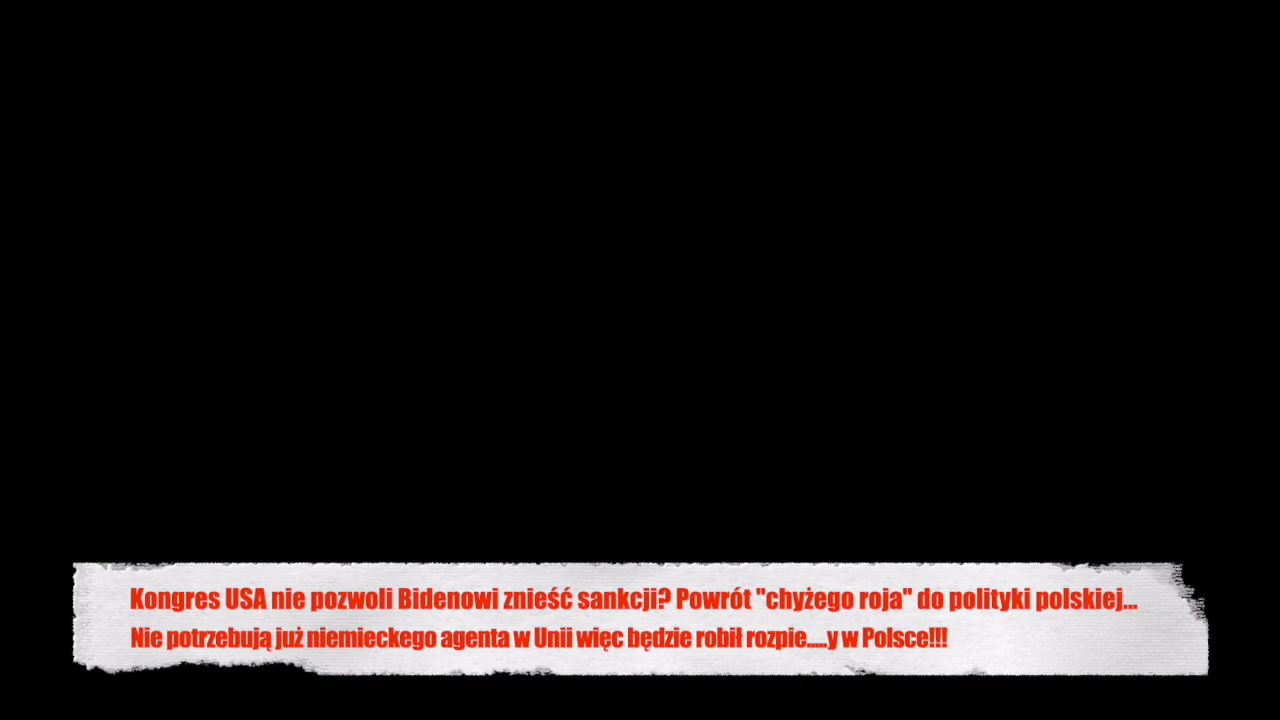 Kongres USA nie pozwoli Bidenowi znieść sankcji? Powrót "chyżego roja" do polityki polskiej...
Nie potrzebują już niemieckego agenta w Unii więc będzie robił rozpie.....y w Polsce!!!